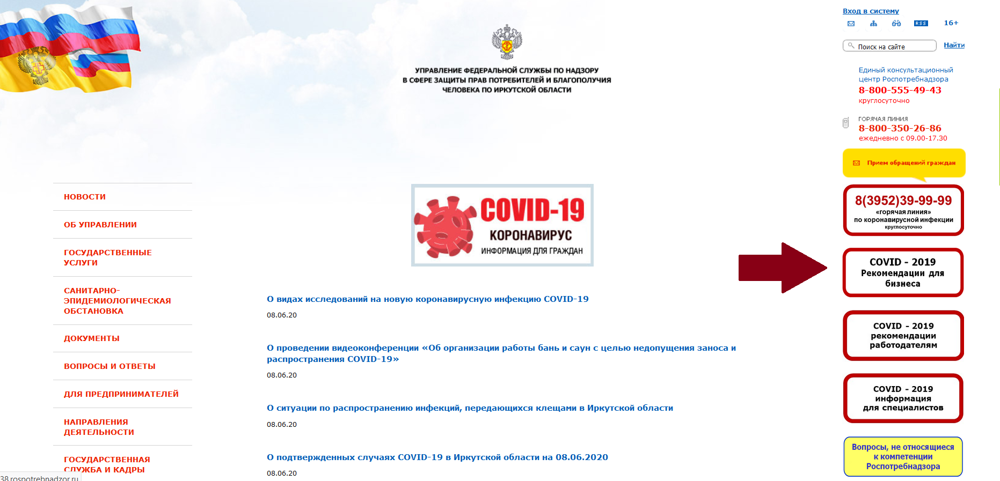 Вход в систему
RSS
16+
Поиск на сайте
Найти
УПРАВЛЕНИЕ ФЕДЕРАЛЬНОЙ СЛУЖБЫ ПО НАДЗОРУ
В СФЕРЕ ЗАЩИТЫ ПРАВ ПОТРЕБИТЕЛЕЙ И БЛАГОПОЛУЧИЯ
ЧЕЛОВЕКА ПО ИРКУТСКОЙ ОБЛАСТИ
Единый консультационный
центр Роспотребнадзора
8-800-555-49-43
круглосуточно
ГОРЯЧАЯ ЛИНИЯ
8-800-350-26-86
ежедневно с 09.00-17.30
Прием обращений граждан
НОВОСТИ
ОБ УПРАВЛЕНИИ
ГОСУДАРСТВЕННЫЕ
УСЛУГИ
САНИТАРНО-
ЭПИДЕМИОЛОГИЧЕСКАЯ
ОБСТАНОВКА
ДОКУМЕНТЫ
ВОПРОСЫ И ОТВЕТЫ
ДЛЯ ПРЕДПРИНИМАТЕЛЕЙ
НАПРАВЛЕНИЯ
ДЕЯТЕЛЬНОСТИ
ГОСУДАРСТВЕННАЯ
СЛУЖБА И КАДРЫ
38.rospotrebnadzor.ru
COVID-19
КОРОНАВИРУС
ИНФОРМАЦИЯ ДЛЯ ГРАЖДАН
О видах исследований на новую коронавирусную инфекцию COVID-19
08.06.20
О проведении видеоконференции «Об организации работы бань и саун с целью недопущения заноса и
распространения COVID-19»
08.06.20
О ситуации по распространению инфекций, передающихся клещами в Иркутской области
08.06.20
О подтвержденных случаях COVID-19 в Иркутской области на 08.06.2020
08.06.20
8(3952)39-99-99
«горячая линия»
по коронавирусной инфекции
круглосуточно
COVID - 2019
Рекомендации для
бизнеса
COVID - 2019
рекомендации
работодателям
COVID - 2019
информация
для специалистов
Вопросы, не относящиеся
к компетенции
Роспотребнадзора